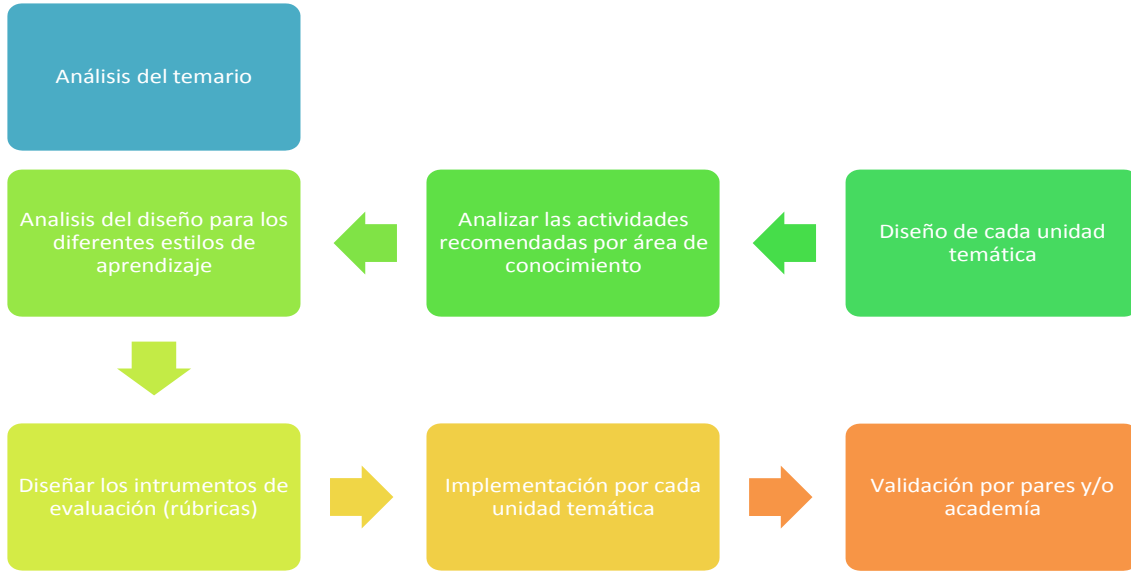 Análisis del temario
Analisis del diseño para los
diferentes estilos de
aprendizaje
Analizar las actividades
recomendadas por área de
conocimiento
Diseño de cada unidad
temática
Diseñar los intrumentos de
evaluación (rúbricas)
Implementación por cada
unidad temática
Validación por pares y/o
academía